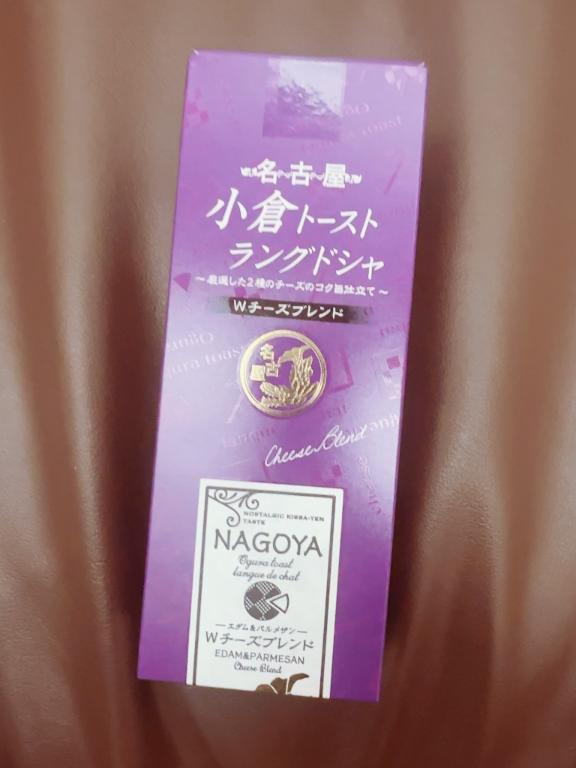 名古屋
小倉トースト
ラングドシャ
～厳選した2種のチーズのコク旨仕立て～
Wチーズブレンド
名古屋
Cheese Blend
NOSTALGIC KISSA-TEN
TASTE
NAGOYA
Ogura toast
langue de chat
エダム&パルメザン
Wチーズブレンド
EDAM&PARMESAN
Cheese Blend